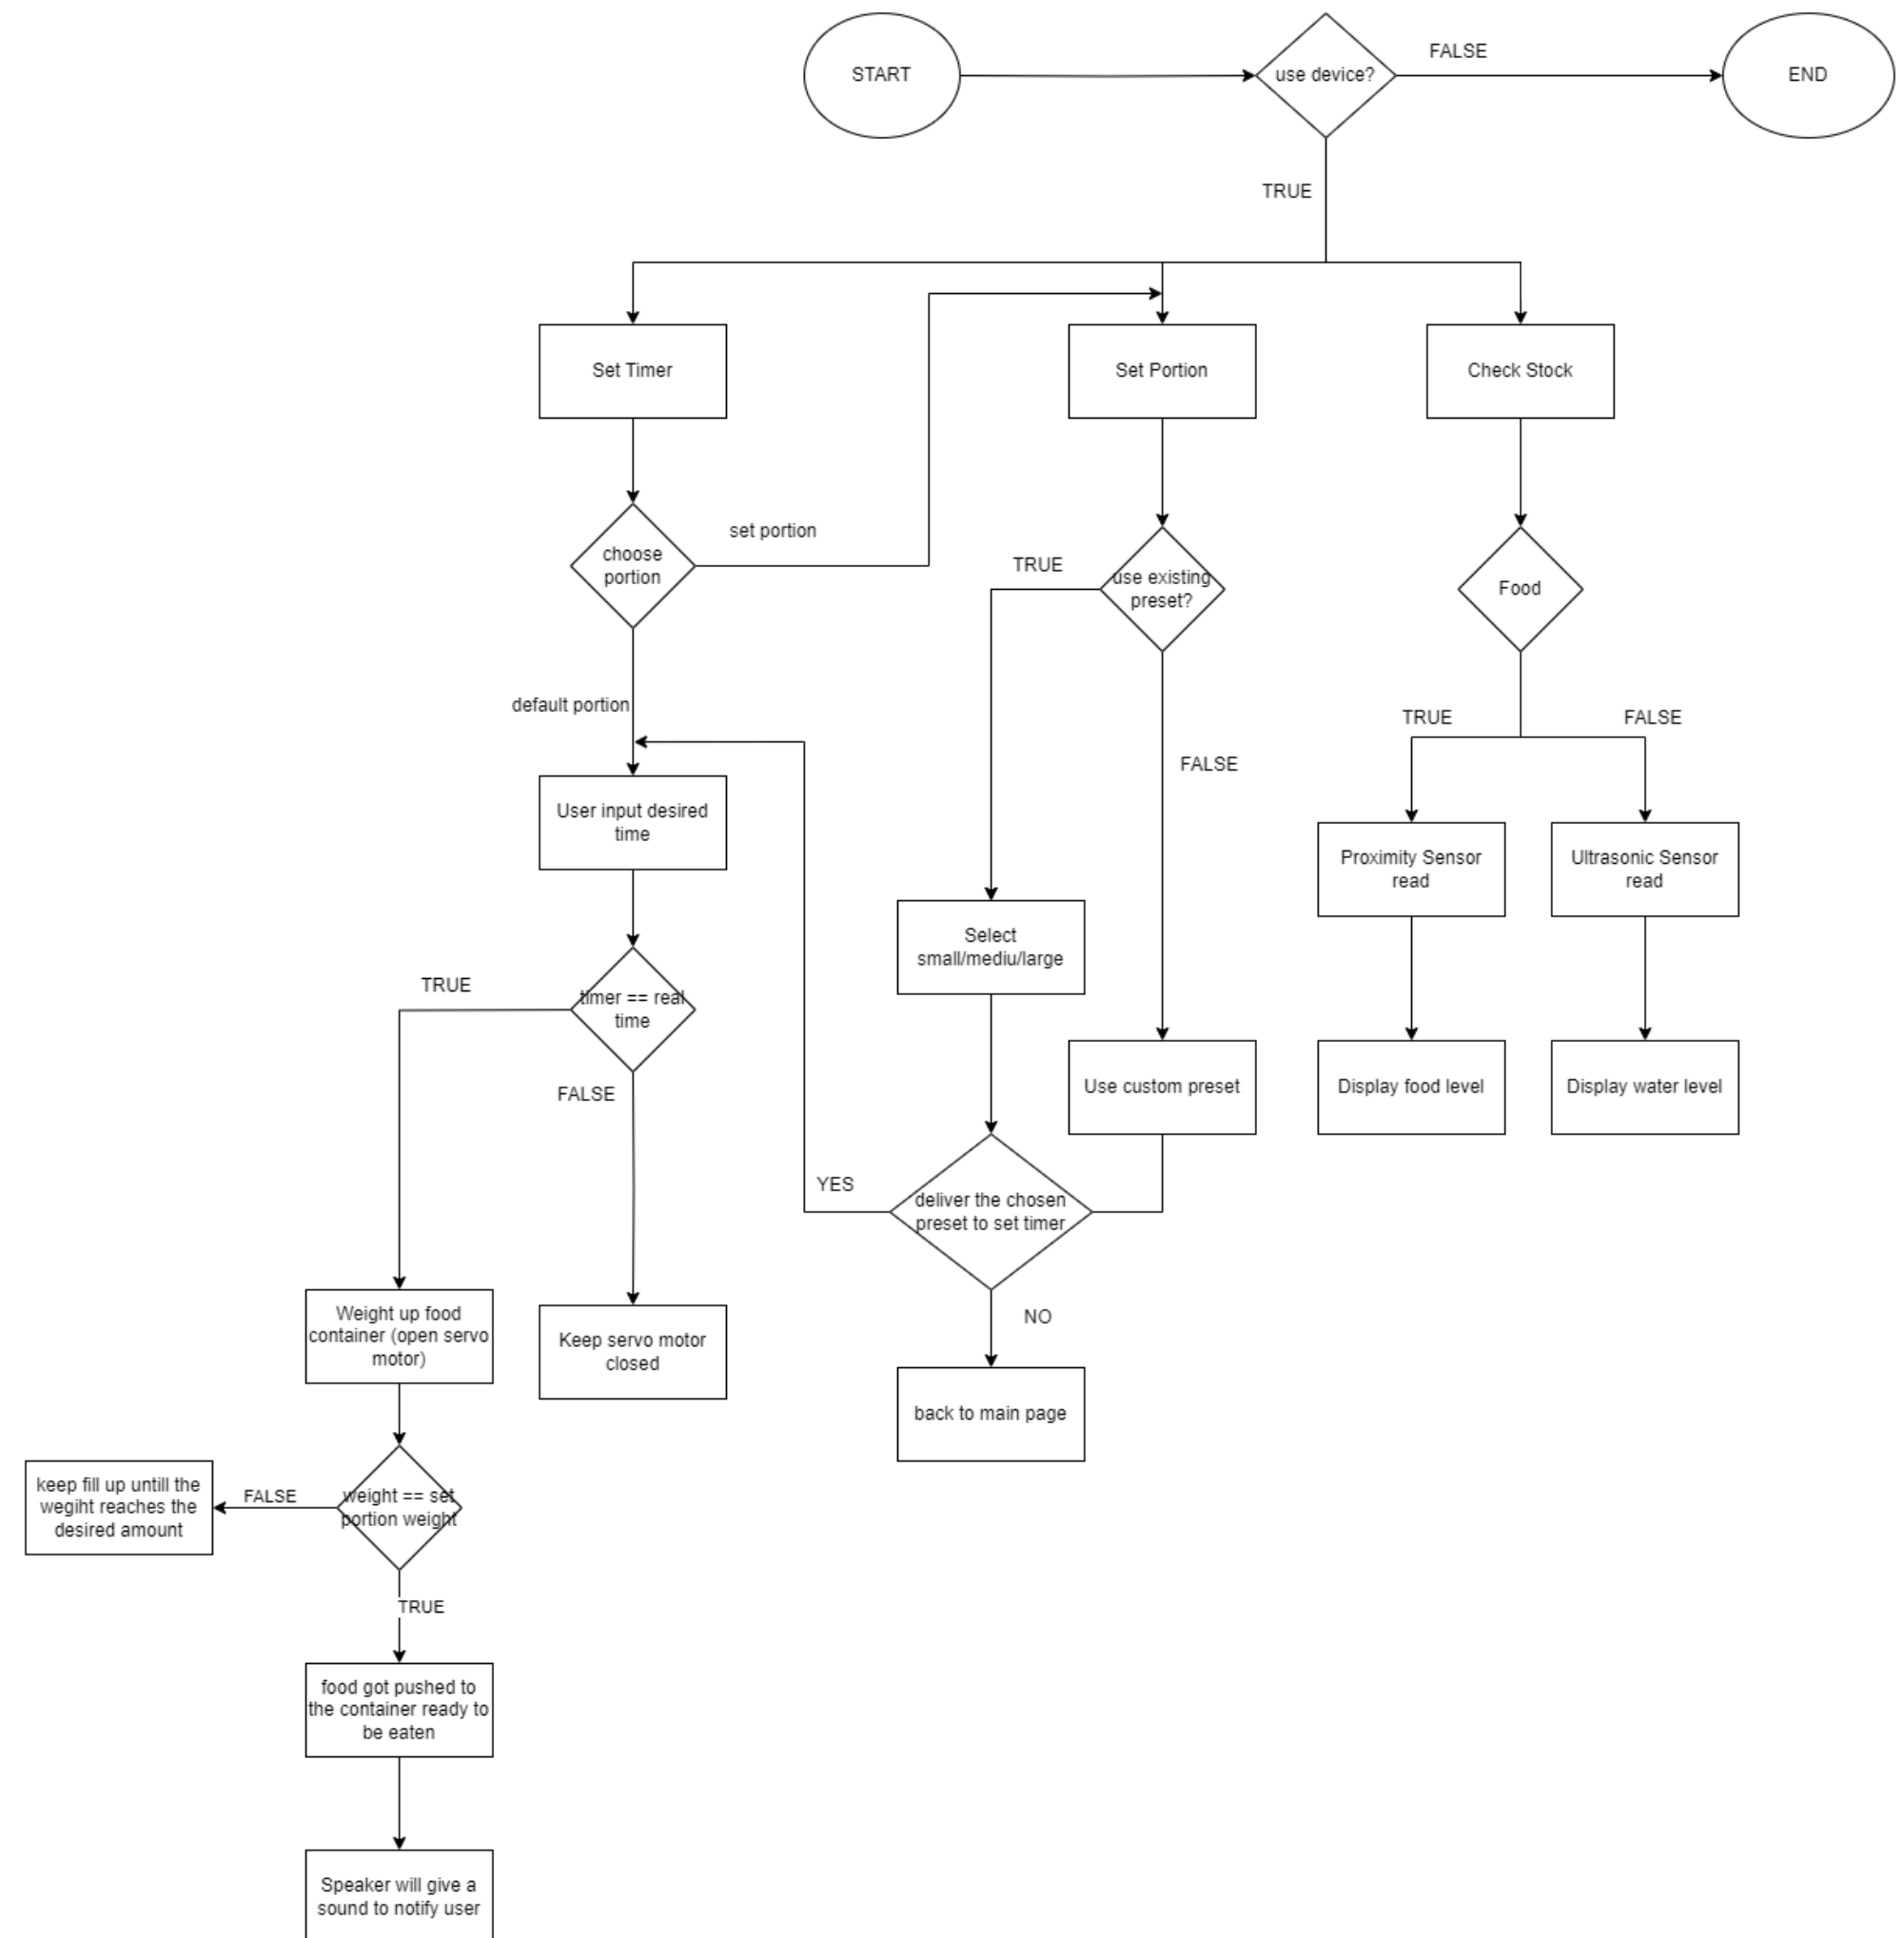 START
use device?
FALSE
END
TRUE
Set Timer
Set Portion
Check Stock
choose
portion
set portion
TRUE
use existing
preset?
Food
default portion
TRUE
FALSE
FALSE
User input desired
time
Proximity Sensor
read
Ultrasonic Sensor
read
Select
small/mediu/large
TRUE
timer == real
time
FALSE
Use custom preset
Display food level
Display water level
YES
deliver the chosen
preset to set timer
NO
Weight up food
container (open servo
motor)
Keep servo motor
closed
back to main page
keep fill up untill the
wegiht reaches the
desired amount
FALSE
weight == set
portion weight
TRUE
food got pushed to
the container ready to
be eaten
Speaker will give a
sound to notify user